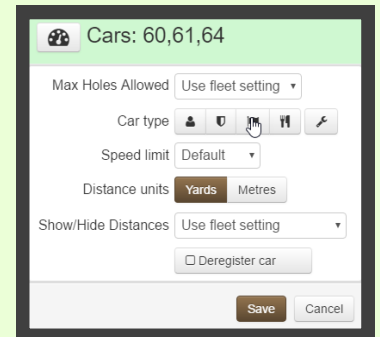 Cars: 60,61,64
Max Holes Allowed Use fleet setting
Car type
Speed limit Default
Distance units Yards Metres
Show/Hide Distances Use fleet setting
Deregister car
Save Cancel